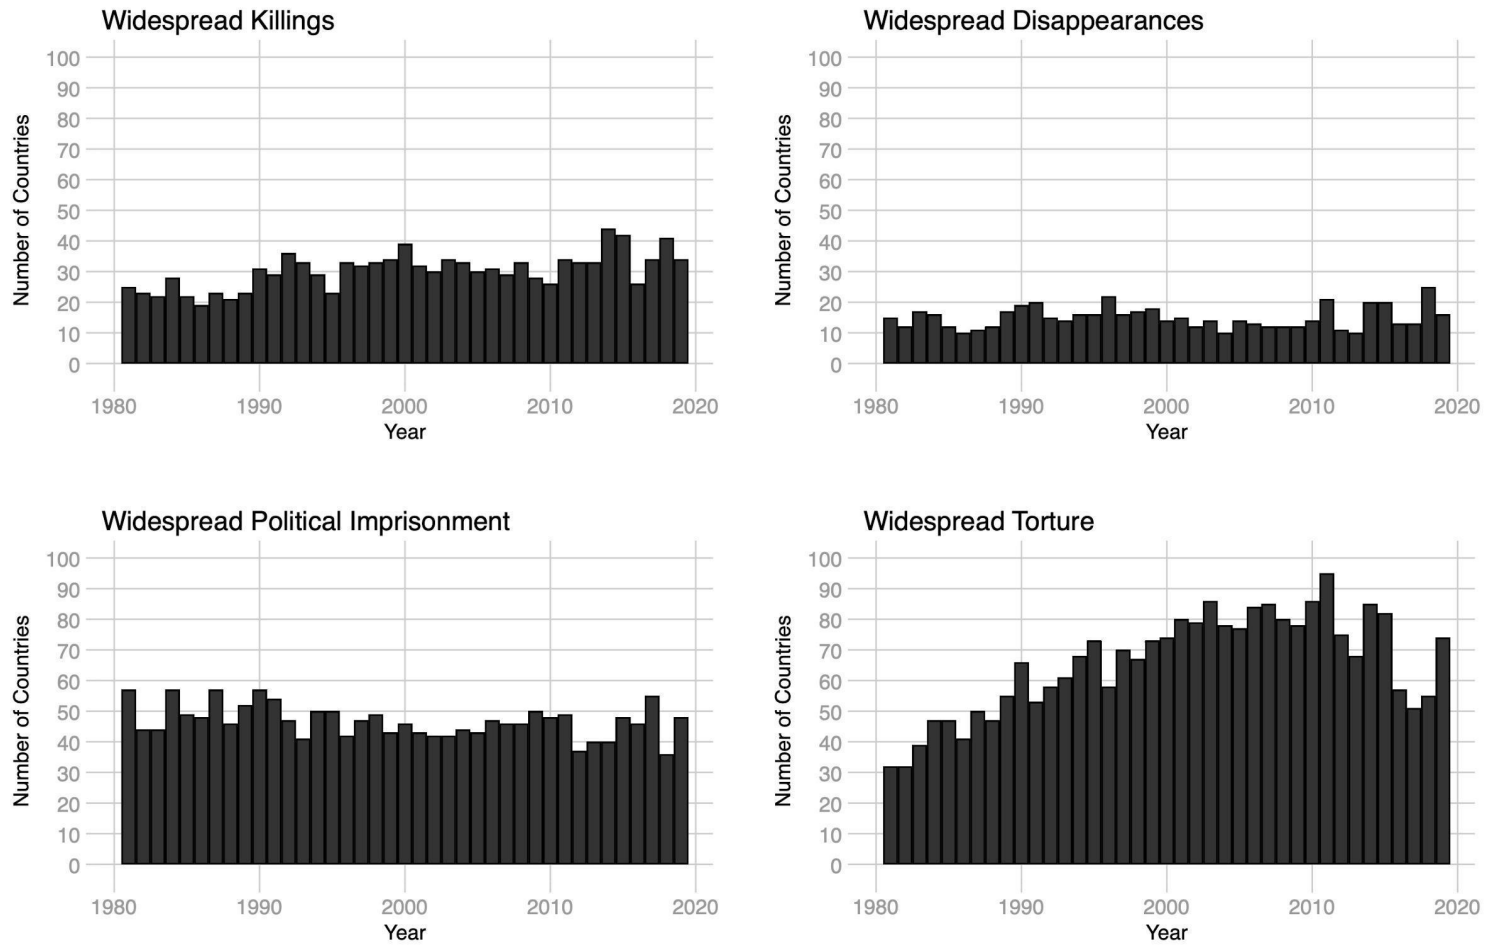 Widespread Killings
100
90
80
70
60
50
40
30
20
10
0
Number of Countries
1980 1990 2000 2010 2020
Year
Widespread Disappearances
100
90
80
70
60
50
40
30
20
10
0
Number of Countries
1980 1990 2000 2010 2020
Year
Widespread Political Imprisonment
100
90
80
70
60
50
40
30
20
10
0
Number of Countries
1980 1990 2000 2010 2020
Year
Widespread Torture
100
90
80
70
60
50
40
30
20
10
0
Number of Countries
1980 1990 2000 2010 2020
Year